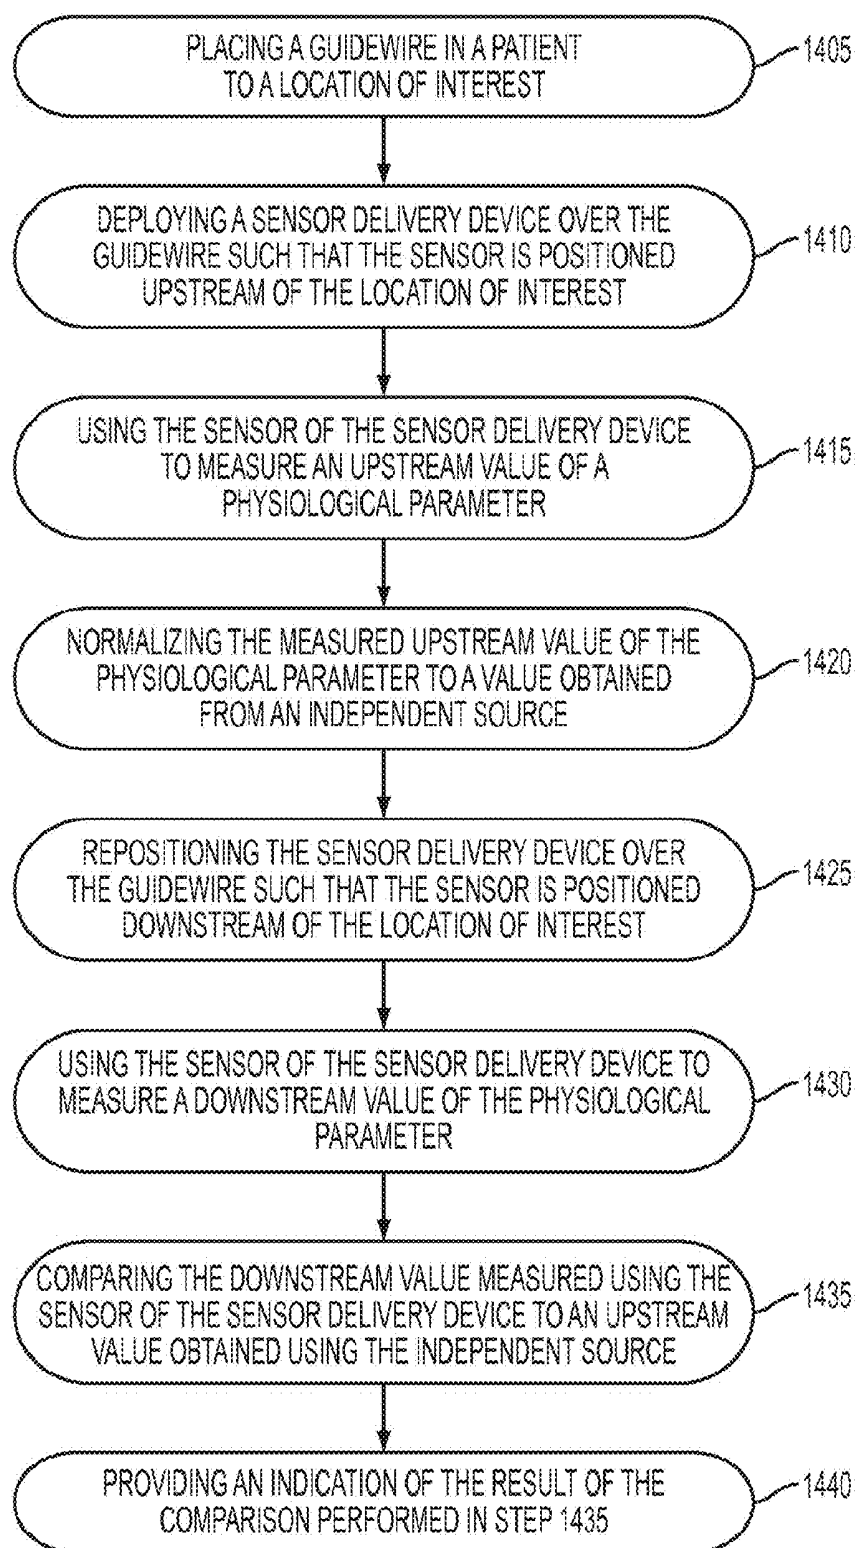 PLACING A GUIDEWIRE IN A PATIENT
TO A LOCATION OF INTEREST
1405
DEPLOYING A SENSOR DELIVERY DEVICE OVER THE
GUIDEWIRE SUCH THAT THE SENSOR IS POSITIONED
UPSTREAM OF THE LOCATION OF INTEREST
1410
USING THE SENSOR OF THE SENSOR DELIVERY DEVICE
TO MEASURE AN UPSTREAM VALUE OF A
PHYSIOLOGICAL PARAMETER
1415
NORMALIZING THE MEASURED UPSTREAM VALUE OF THE
PHYSIOLOGICAL PARAMETER TO A VALUE OBTAINED
FROM AN INDEPENDENT SOURCE
1420
REPOSITIONING THE SENSOR DELIVERY DEVICE OVER
THE GUIDEWIRE SUCH THAT THE SENSOR IS POSITIONED
DOWNSTREAM OF THE LOCATION OF INTEREST
1425
USING THE SENSOR OF THE SENSOR DELIVERY DEVICE TO
MEASURE A DOWNSTREAM VALUE OF THE PHYSIOLOGICAL
PARAMETER
1430
COMPARING THE DOWNSTREAM VALUE MEASURED USING THE
SENSOR OF THE SENSOR DELIVERY DEVICE TO AN UPSTREAM
VALUE OBTAINED USING THE INDEPENDENT SOURCE
1435
PROVIDING AN INDICATION OF THE RESULT OF THE
COMPARISON PERFORMED IN STEP 1435
1440